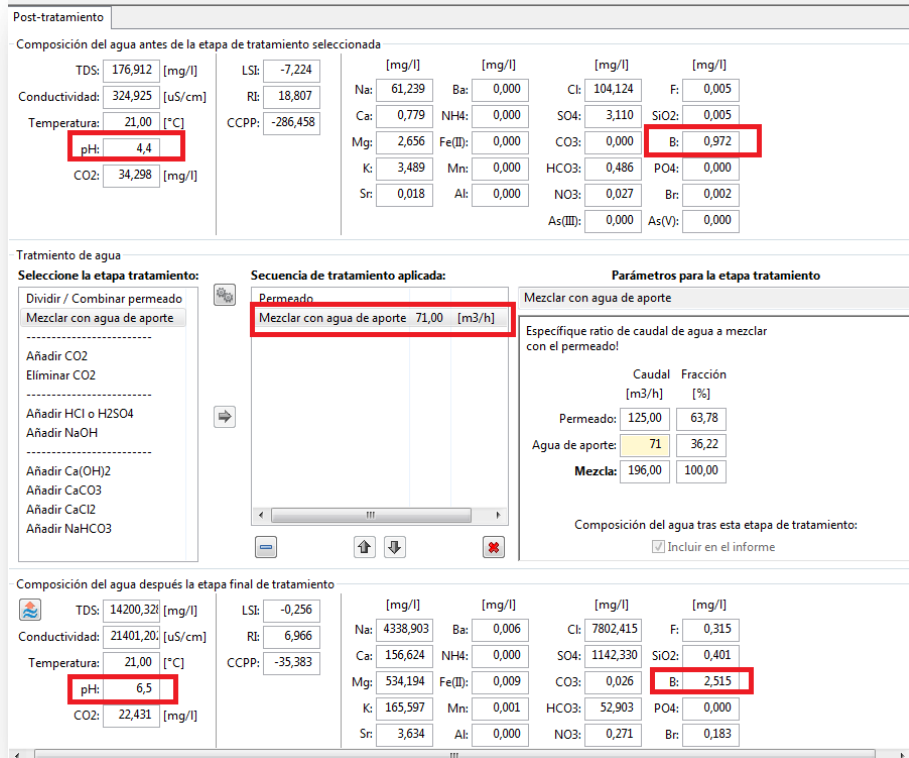 Post-tratamiento
Composición del agua antes de la etapa de tratamiento seleccionada
[mg/l] [mg/l] [mg/l] [mg/l]
TDS: 176,912 [mg/l] LSI: -7,224 Na: 61,239 Ba: 0,000 Cl: 104,124 F: 0,005
Conductividad: 324,925 [uS/cm] RI: 18,807 Ca: 0,779 NH4: 0,000 SO4: 3,110 SiO2: 0,005
Temperatura: 21,00 [°C] CCPP: -286,458 Mg: 2,656 Fe(II): 0,000 CO3: 0,000 B: 0,972
pH: 4,4 K: 3,489 Mn: 0,000 HCO3: 0,486 PO4: 0,000
CO2: 34,298 [mg/l] Sr: 0,018 Al: 0,000 NO3: 0,027 Br: 0,002
As(III): 0,000 As(V): 0,000
Tratmiento de agua
Seleccione la etapa tratamiento: Secuencia de tratamiento aplicada: Parámetros para la etapa tratamiento
Dividir / Combinar permeado
Mezclar con agua de aporte
-------------------------
Añadir CO2
Elíminar CO2
-------------------------
Añadir HCl o H2SO4
Añadir NaOH
-------------------------
Añadir Ca(OH)2
Añadir CaCO3
Añadir CaCl2
Añadir NaHCO3
Permeado
Mezclar con agua de aporte 71,00 [m3/h]
Mezclar con agua de aporte
Específique ratio de caudal de agua a mezclar
con el permeado!
Caudal Fracción
[m3/h] [%]
Permeado: 125,00 63,78
Agua de aporte: 71 36,22
Mezcla: 196,00 100,00
Composición del agua tras esta etapa de tratamiento:
Incluir en el informe
Composición del agua después la etapa final de tratamiento
[mg/l] [mg/l] [mg/l] [mg/l]
TDS: 14200,328 [mg/l] LSI: -0,256 Na: 4338,903 Ba: 0,006 Cl: 7802,415 F: 0,315
Conductividad: 21401,202 [uS/cm] RI: 6,966 Ca: 156,624 NH4: 0,000 SO4: 1142,330 SiO2: 0,401
Temperatura: 21,00 [°C] CCPP: -35,383 Mg: 534,194 Fe(II): 0,009 CO3: 0,026 B: 2,515
pH: 6,5 K: 165,597 Mn: 0,001 HCO3: 52,903 PO4: 0,000
CO2: 22,431 [mg/l] Sr: 3,634 Al: 0,000 NO3: 0,271 Br: 0,183